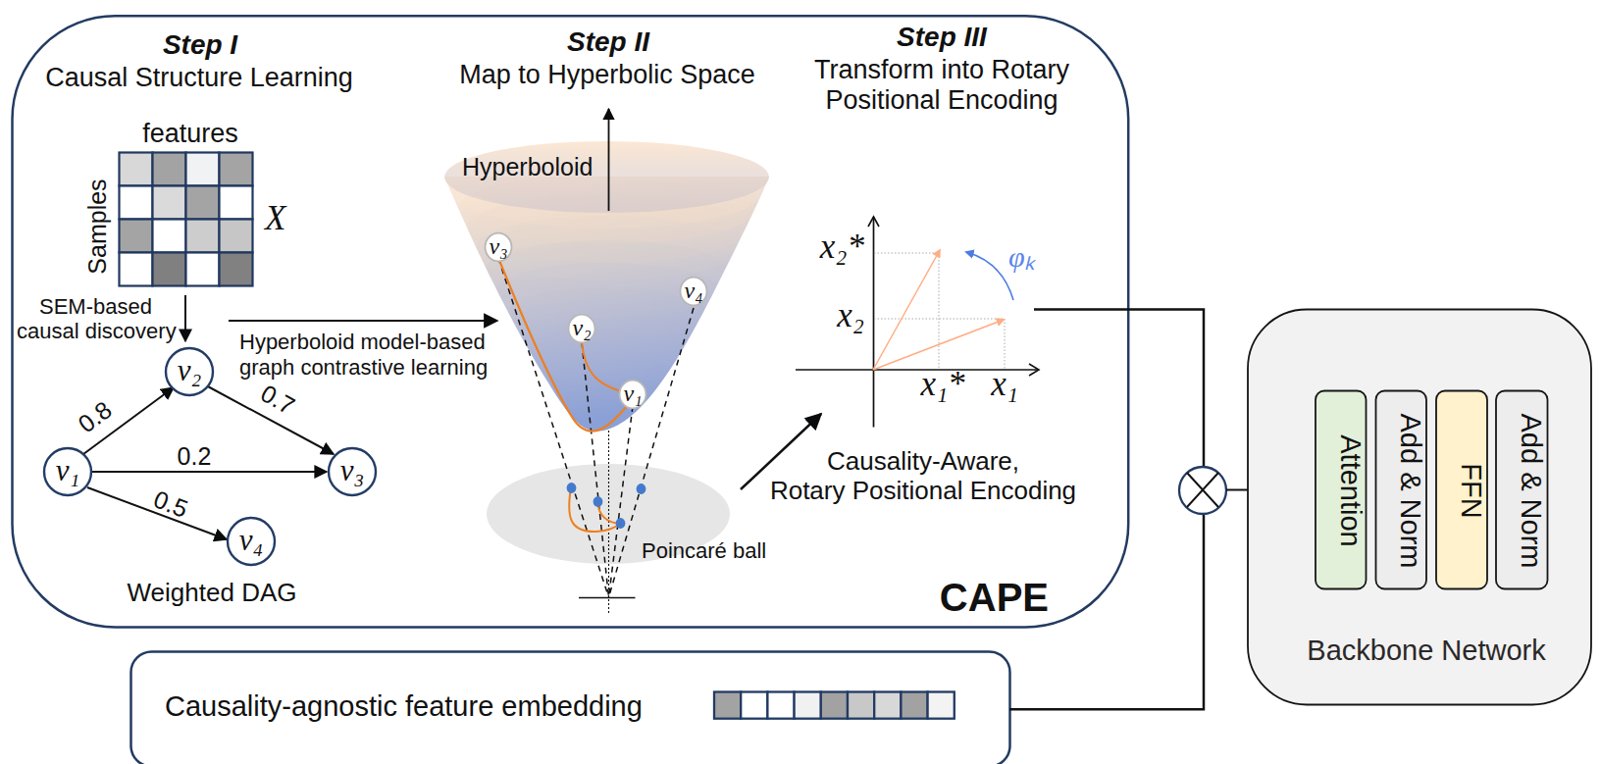 Step I
Causal Structure Learning
features
Samples
X
SEM-based
causal discovery
v2
0.8
0.7
v1
0.2
v3
0.5
v4
Weighted DAG
Hyperboloid model-based
graph contrastive learning
Step II
Map to Hyperbolic Space
Hyperboloid
v3
v4
v2
v1
Poincaré ball
Step III
Transform into Rotary
Positional Encoding
x2*
φk
x2
x1* x1
Causality-Aware,
Rotary Positional Encoding
CAPE
Causality-agnostic feature embedding
Attention
Add & Norm
FFN
Add & Norm
Backbone Network